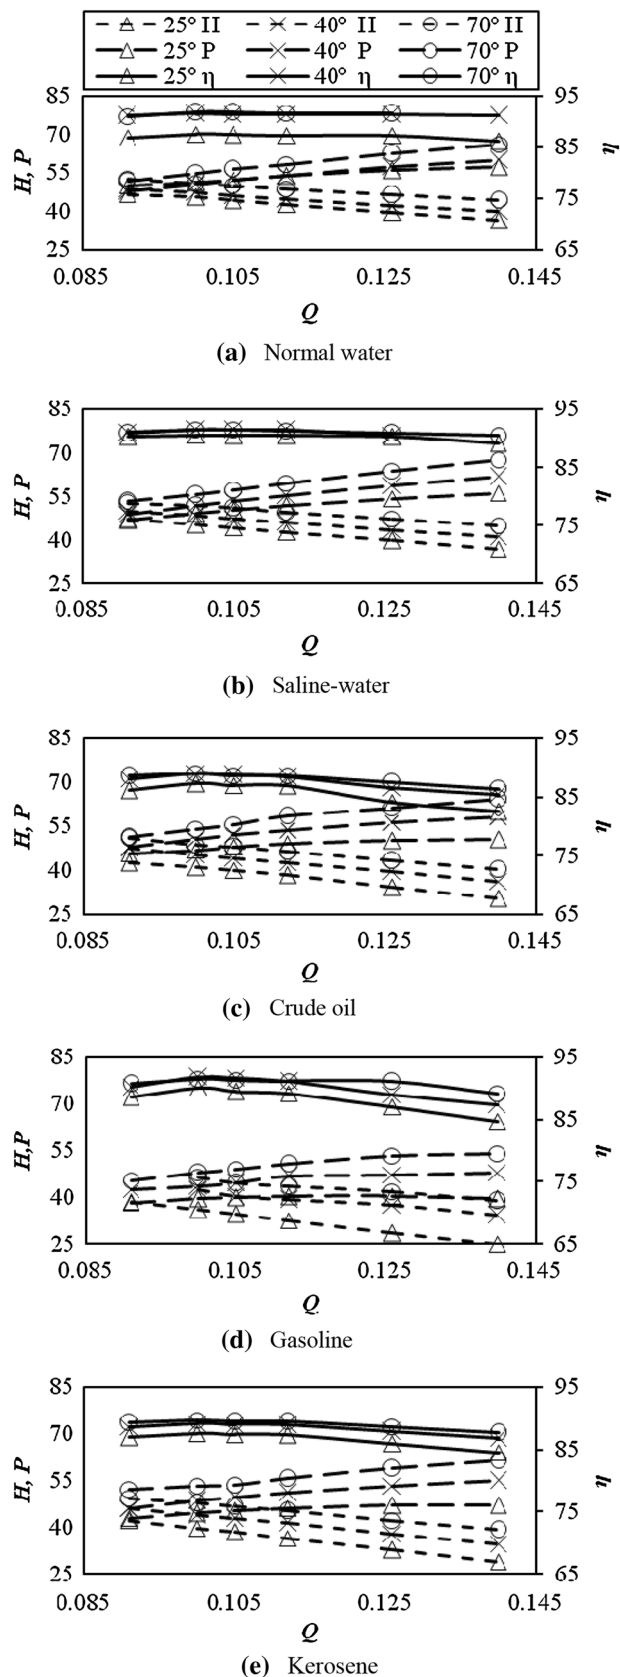 25° II 40° II 70° II
25° P 40° P 70° P
25° η 40° η 70° η
85 95
70 85
55
40 75
25 65
H, P
η
0.085 0.105 0.125 0.145
Q
(a) Normal water
85 95
70 85
55
40 75
25 65
H, P
η
0.085 0.105 0.125 0.145
Q
(b) Saline-water
85 95
70 85
55
40 75
25 65
H, P
η
0.085 0.105 0.125 0.145
Q
(c) Crude oil
85 95
70 85
55
40 75
25 65
H,P
η
0.085 0.105 0.125 0.145
Q
(d) Gasoline
85 95
70 85
55
40 75
25 65
H, P
η
0.085 0.105 0.125 0.145
Q
(e) Kerosene